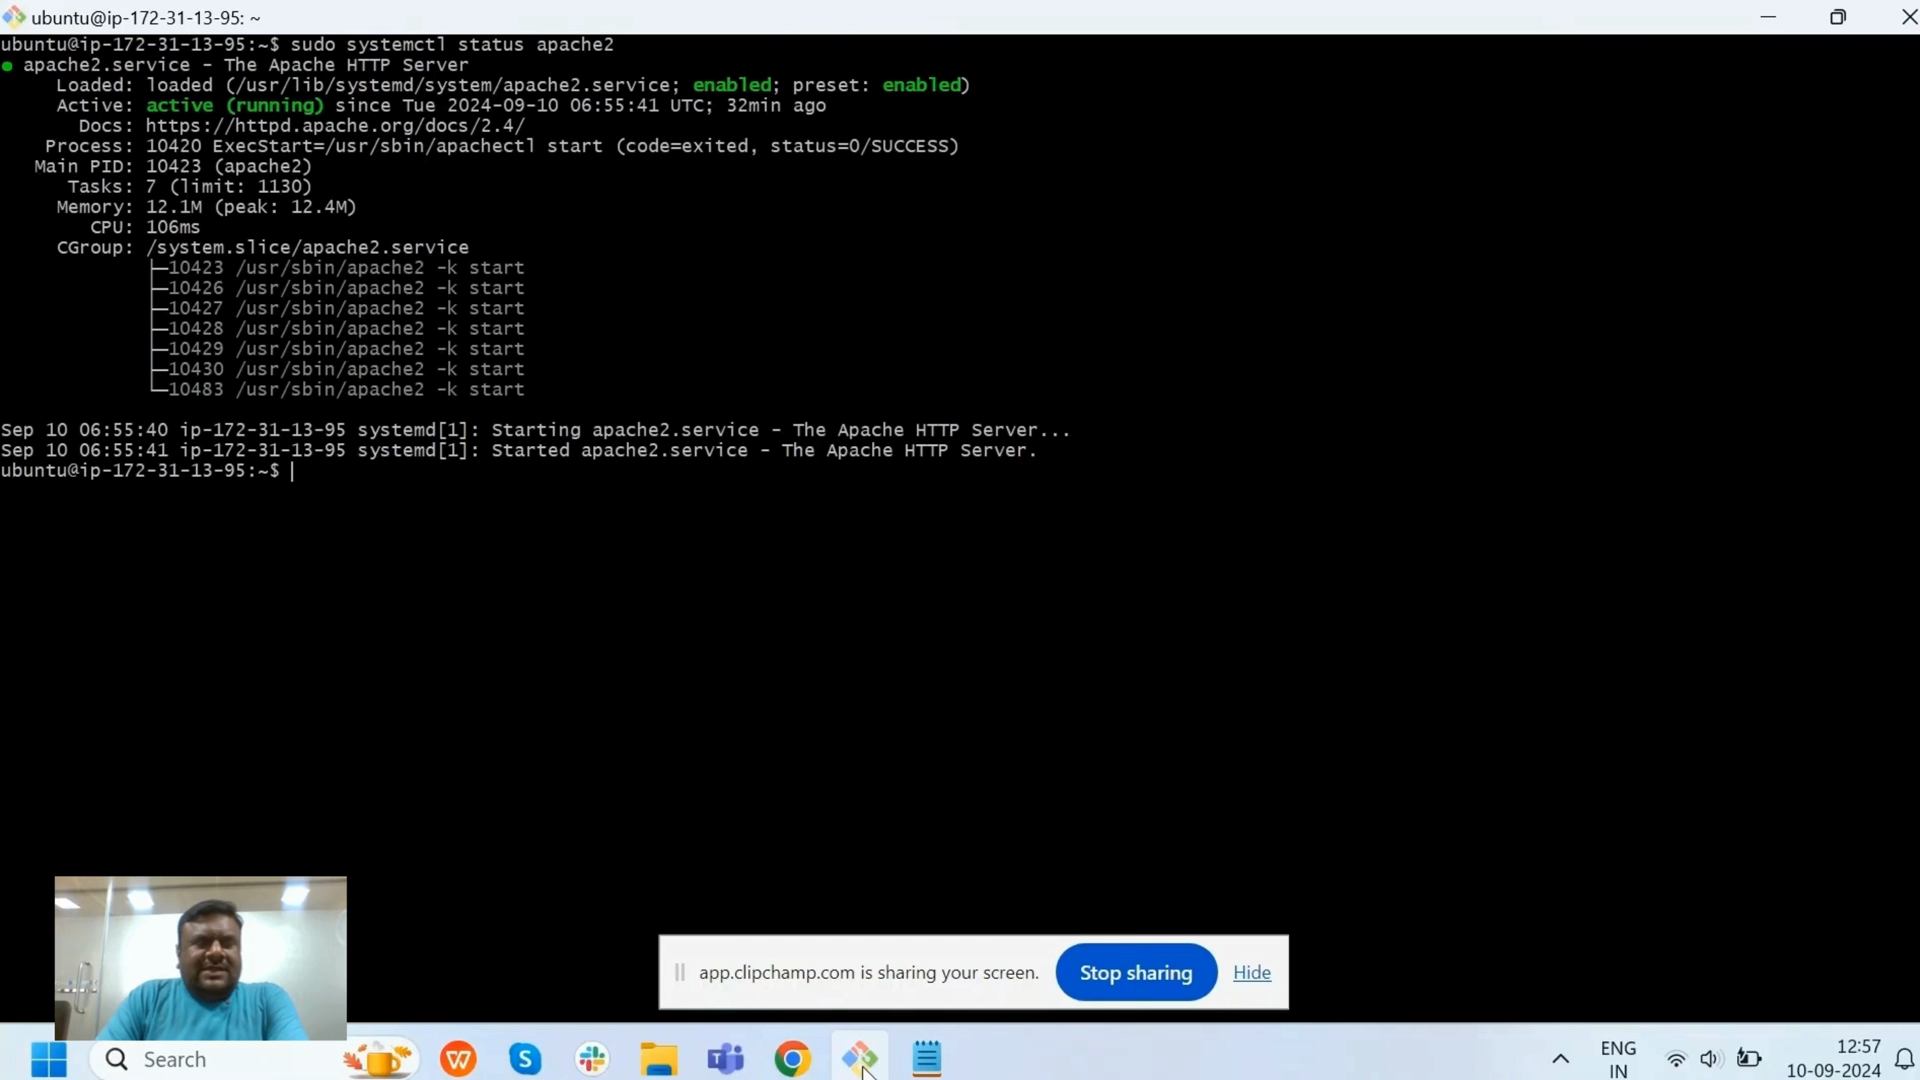 ubuntu@ip-172-31-13-95: ~
ubuntu@ip-172-31-13-95:~$ sudo systemctl status apache2
● apache2.service - The Apache HTTP Server
Loaded: loaded (/usr/lib/systemd/system/apache2.service; enabled; preset: enabled)
Active: active (running) since Tue 2024-09-10 06:55:41 UTC; 32min ago
Docs: https://httpd.apache.org/docs/2.4/
Process: 10420 ExecStart=/usr/sbin/apachectl start (code=exited, status=0/SUCCESS)
Main PID: 10423 (apache2)
Tasks: 7 (limit: 1130)
Memory: 12.1M (peak: 12.4M)
CPU: 106ms
CGroup: /system.slice/apache2.service
├─10423 /usr/sbin/apache2 -k start
├─10426 /usr/sbin/apache2 -k start
├─10427 /usr/sbin/apache2 -k start
├─10428 /usr/sbin/apache2 -k start
├─10429 /usr/sbin/apache2 -k start
├─10430 /usr/sbin/apache2 -k start
└─10483 /usr/sbin/apache2 -k start
Sep 10 06:55:40 ip-172-31-13-95 systemd[1]: Starting apache2.service - The Apache HTTP Server...
Sep 10 06:55:41 ip-172-31-13-95 systemd[1]: Started apache2.service - The Apache HTTP Server.
ubuntu@ip-172-31-13-95:~$
app.clipchamp.com is sharing your screen. Stop sharing Hide
Search
ENG
IN
12:57
10-09-2024